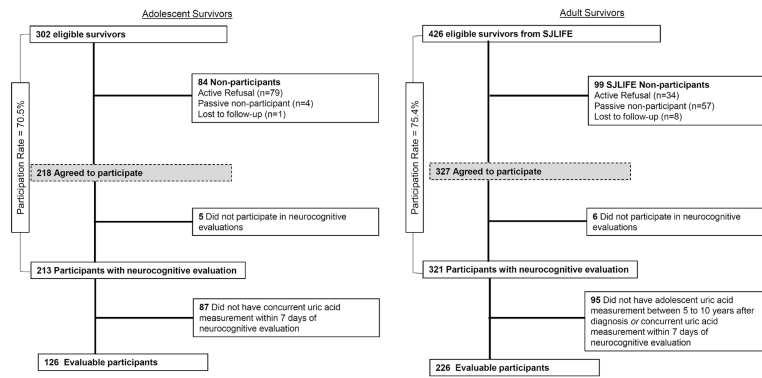 Adolescent Survivors
302 eligible survivors
84 Non-participants
Active Refusal (n=79)
Passive non-participant (n=4)
Lost to follow-up (n=1)
Participation Rate = 70.5%
218 Agreed to participate
5 Did not participate in neurocognitive
evaluations
213 Participants with neurocognitive evaluation
87 Did not have concurrent uric acid
measurement within 7 days of
neurocognitive evaluation
126 Evaluable participants
Adult Survivors
426 eligible survivors from SJLIFE
99 SJLIFE Non-participants
Active Refusal (n=34)
Passive non-participant (n=57)
Lost to follow-up (n=8)
Participation Rate = 75.4%
327 Agreed to participate
6 Did not participate in neurocognitive
evaluations
321 Participants with neurocognitive evaluation
95 Did not have adolescent uric acid
measurement between 5 to 10 years after
diagnosis or concurrent uric acid
measurement within 7 days of
neurocognitive evaluation
226 Evaluable participants